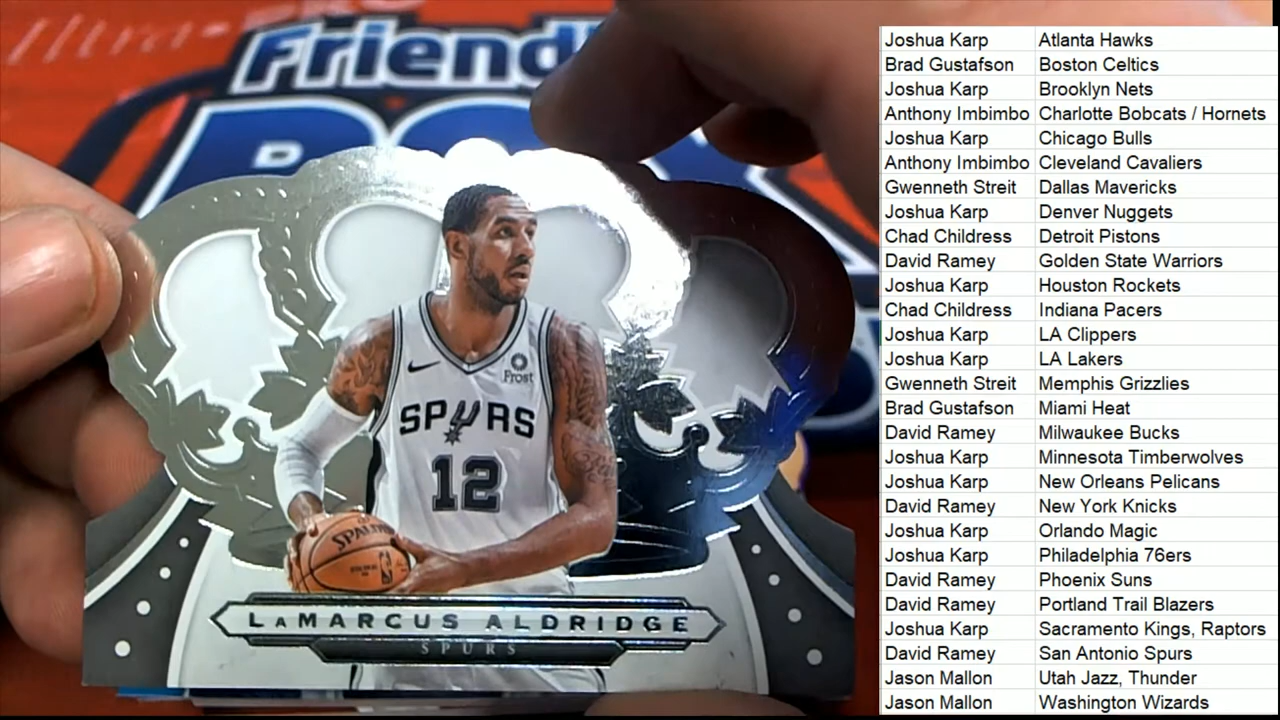 Ultra PRO
Friend
BOX
Frost
SPURS
12
SPALDING
LAMARCUS ALDRIDGE
SPURS
Joshua Karp Atlanta Hawks
Brad Gustafson Boston Celtics
Joshua Karp Brooklyn Nets
Anthony Imbimbo Charlotte Bobcats / Hornets
Joshua Karp Chicago Bulls
Anthony Imbimbo Cleveland Cavaliers
Gwenneth Streit Dallas Mavericks
Joshua Karp Denver Nuggets
Chad Childress Detroit Pistons
David Ramey Golden State Warriors
Joshua Karp Houston Rockets
Chad Childress Indiana Pacers
Joshua Karp LA Clippers
Joshua Karp LA Lakers
Gwenneth Streit Memphis Grizzlies
Brad Gustafson Miami Heat
David Ramey Milwaukee Bucks
Joshua Karp Minnesota Timberwolves
Joshua Karp New Orleans Pelicans
David Ramey New York Knicks
Joshua Karp Orlando Magic
Joshua Karp Philadelphia 76ers
David Ramey Phoenix Suns
David Ramey Portland Trail Blazers
Joshua Karp Sacramento Kings, Raptors
David Ramey San Antonio Spurs
Jason Mallon Utah Jazz, Thunder
Jason Mallon Washington Wizards